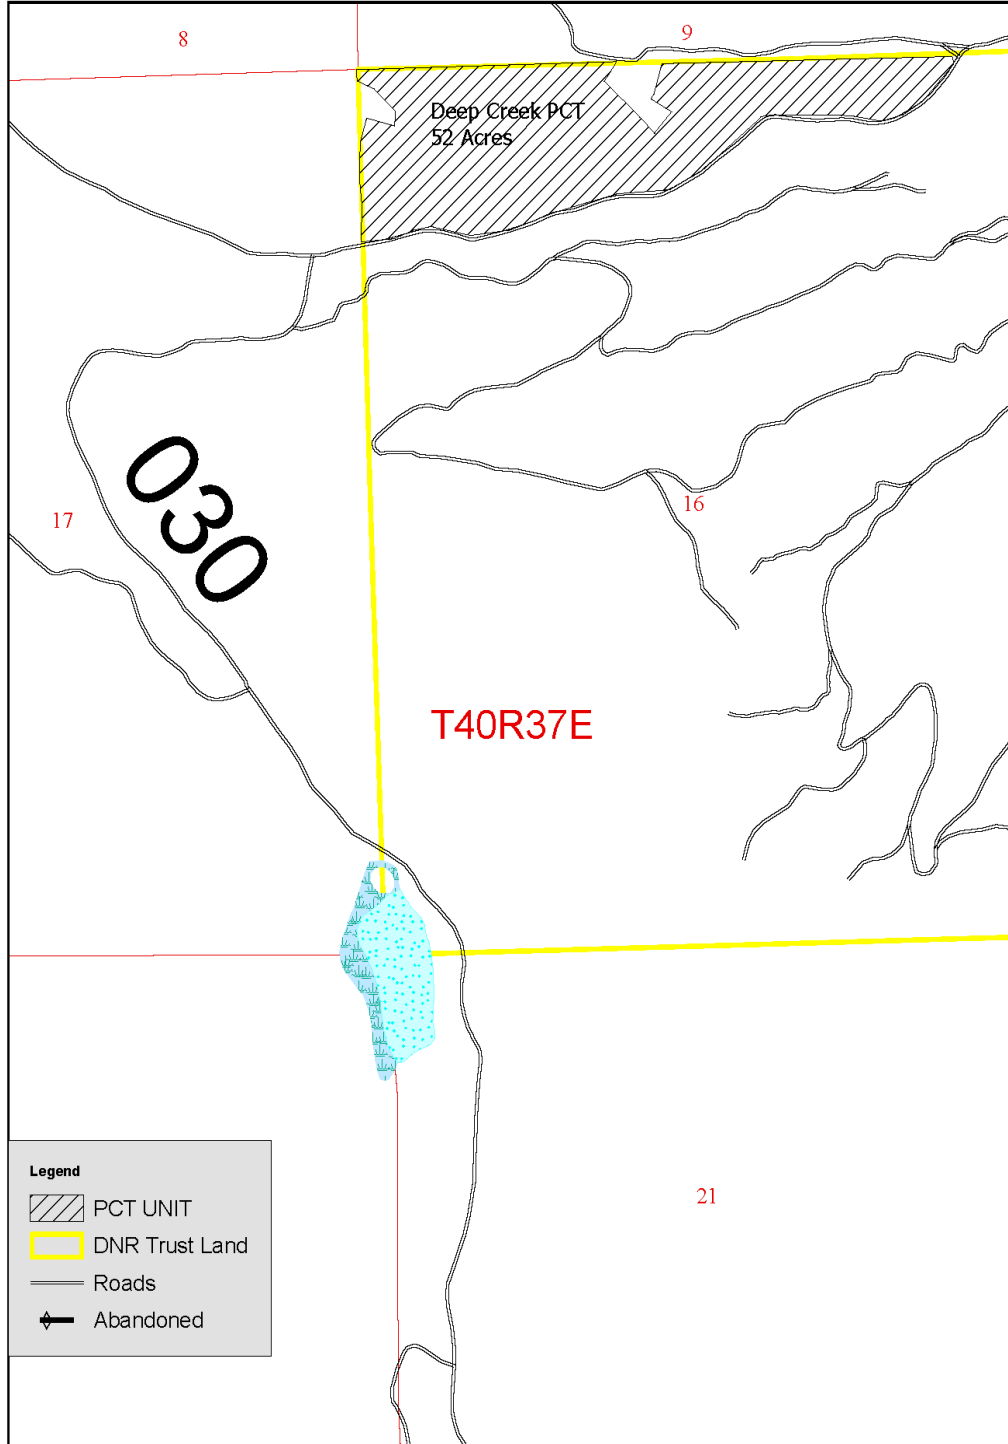 8
9
Deep Creek PCT
52 Acres
030
17
16
T40R37E
21
Legend
PCT UNIT
DNR Trust Land
Roads
Abandoned